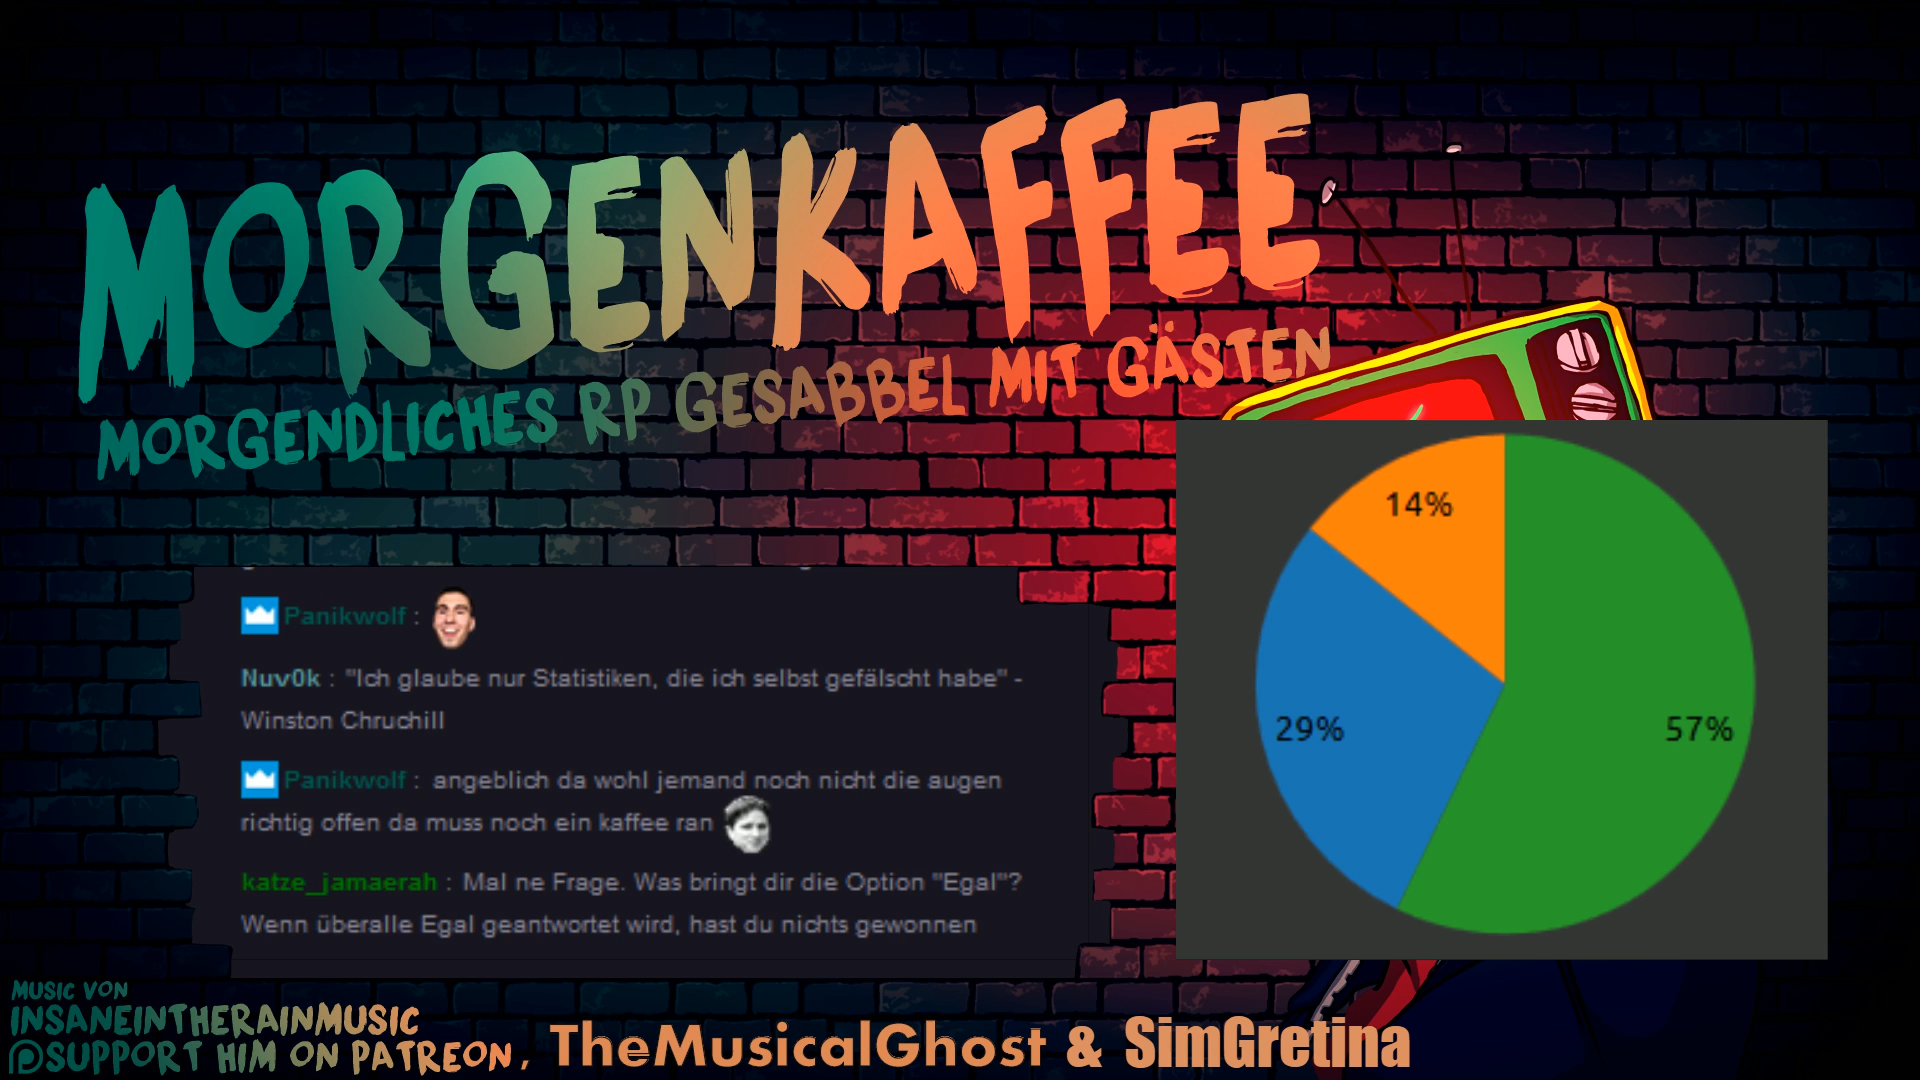 MORGENKAFFEE
MORGENDLICHES RP GESABBEL MIT GÄSTEN
14%
29%
57%
Panikwolf :
Nuv0k : "Ich glaube nur Statistiken, die ich selbst gefälscht habe" -
Winston Chruchill
Panikwolf : angeblich da wohl jemand noch nicht die augen
richtig offen da muss noch ein kaffee ran
katze_jamaerah : Mal ne Frage. Was bringt dir die Option "Egal"?
Wenn überalle Egal geantwortet wird, hast du nichts gewonnen
MUSIC VON
INSANEINTHERAINMUSIC
SUPPORT HIM ON PATREON, TheMusicalGhost & SimGretina